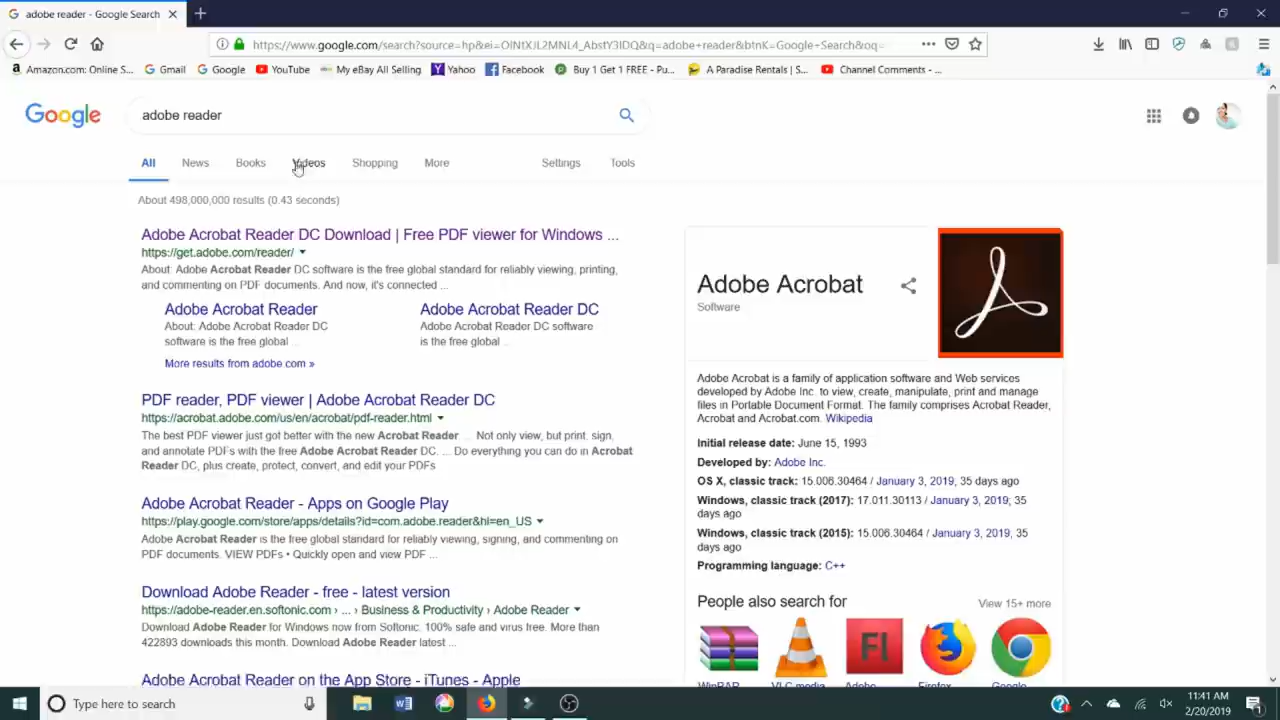 adobe reader - Google Search
https://www.google.com/search?source=hp&ei=OINtXJL2MNL4_AbstY3IDQ&q=adobe+reader&btnK=Google+Search&oq=
Amazon.com: Online S... Gmail Google YouTube My eBay All Selling Yahoo Facebook Buy 1 Get 1 FREE - Pu... A Paradise Rentals | S... Channel Comments - ...
Google
adobe reader
All News Books Videos Shopping More Settings Tools
About 498,000,000 results (0.43 seconds)
Adobe Acrobat Reader DC Download | Free PDF viewer for Windows ...
https://get.adobe.com/reader/
About: Adobe Acrobat Reader DC software is the free global standard for reliably viewing, printing,
and commenting on PDF documents. And now, it's connected ...
Adobe Acrobat Reader
About: Adobe Acrobat Reader DC
software is the free global ...
Adobe Acrobat Reader DC
Adobe Acrobat Reader DC software
is the free global ...
More results from adobe.com »
PDF reader, PDF viewer | Adobe Acrobat Reader DC
https://acrobat.adobe.com/us/en/acrobat/pdf-reader.html
The best PDF viewer just got better with the new Acrobat Reader ... Not only view, but print, sign,
and annotate PDFs with the free Adobe Acrobat Reader DC. ... Do everything you can do in Acrobat
Reader DC, plus create, protect, convert, and edit your PDFs
Adobe Acrobat Reader - Apps on Google Play
https://play.google.com/store/apps/details?id=com.adobe.reader&hl=en_US
Adobe Acrobat Reader is the free global standard for reliably viewing, signing, and commenting on
PDF documents. VIEW PDFs • Quickly open and view PDF ...
Download Adobe Reader - free - latest version
https://adobe-reader.en.softonic.com › ... › Business & Productivity › Adobe Reader
Download Adobe Reader for Windows now from Softonic. 100% safe and virus free. More than
422893 downloads this month. Download Adobe Reader latest ...
Adobe Acrobat Reader on the App Store - iTunes - Apple
Adobe Acrobat
Software
Adobe Acrobat is a family of application software and Web services
developed by Adobe Inc. to view, create, manipulate, print and manage
files in Portable Document Format. The family comprises Acrobat Reader,
Acrobat and Acrobat.com. Wikipedia
Initial release date: June 15, 1993
Developed by: Adobe Inc.
OS X, classic track: 15.006.30464 / January 3, 2019, 35 days ago
Windows, classic track (2017): 17.011.30113 / January 3, 2019; 35
days ago
Windows, classic track (2015): 15.006.30464 / January 3, 2019, 35
days ago
Programming language: C++
People also search for View 15+ more
WinRAR VLC media Adobe Firefox Google
Type here to search
11:41 AM
2/20/2019